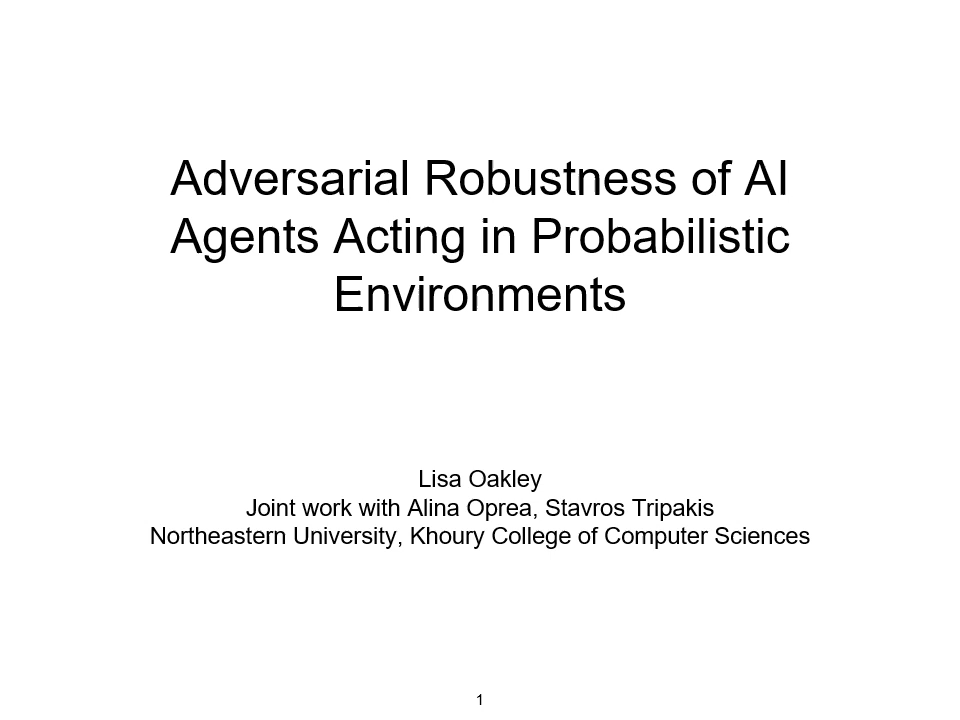 Adversarial Robustness of AI
Agents Acting in Probabilistic
Environments
Lisa Oakley
Joint work with Alina Oprea, Stavros Tripakis
Northeastern University, Khoury College of Computer Sciences
1